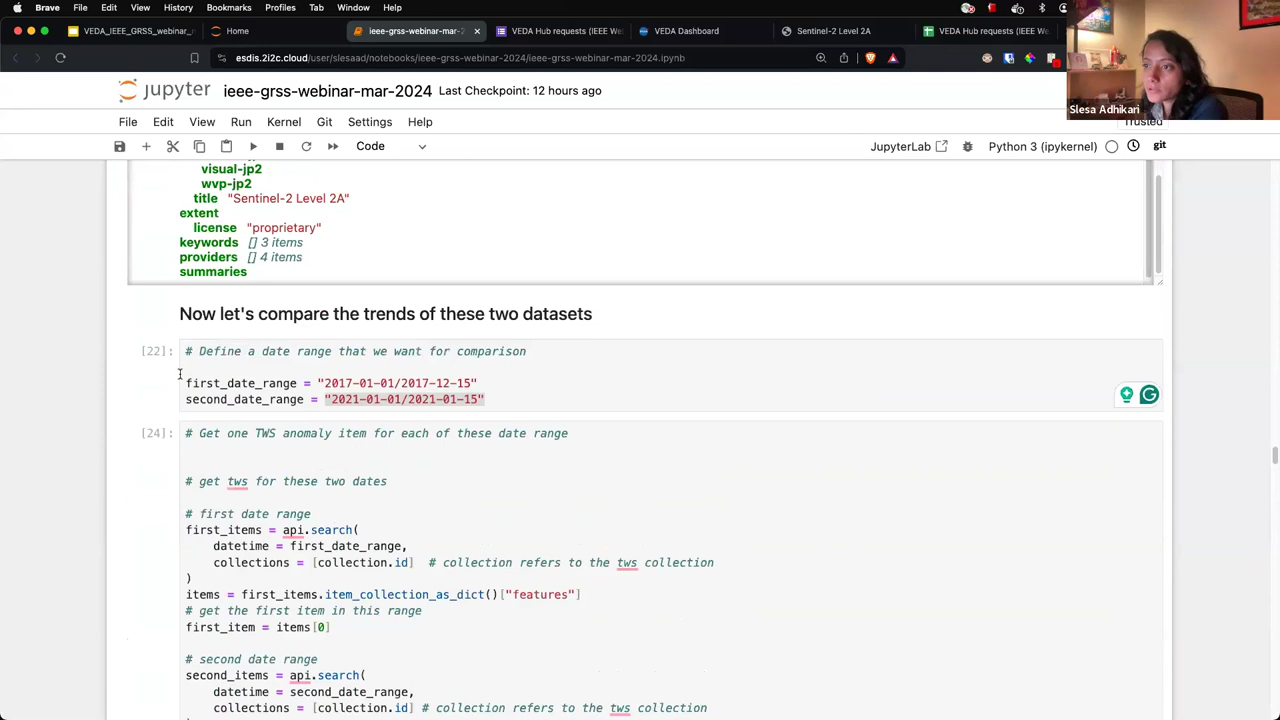 Brave File Edit View History Bookmarks Profiles Tab Window Help
VEDA_IEEE_GRSS_webinar_ Home ieee-grss-webinar-mar-2 VEDA Hub requests (IEEE We VEDA Dashboard Sentinel-2 Level 2A VEDA Hub requests (IEEE We
esdis.2i2c.cloud/user/slesaad/notebooks/ieee-grss-webinar-2024/ieee-grss-webinar-mar-2024.ipynb
jupyter ieee-grss-webinar-mar-2024 Last Checkpoint: 12 hours ago
Slesa Adhikari
File Edit View Run Kernel Git Settings Help
Trusted
Code JupyterLab Python 3 (ipykernel) git
visual-jp2
wvp-jp2
title "Sentinel-2 Level 2A"
extent
license "proprietary"
keywords [] 3 items
providers [] 4 items
summaries
Now let's compare the trends of these two datasets
[22]: # Define a date range that we want for comparison
first_date_range = "2017-01-01/2017-12-15"
second_date_range = "2021-01-01/2021-01-15"
[24]: # Get one TWS anomaly item for each of these date range
# get tws for these two dates
# first date range
first_items = api.search(
datetime = first_date_range,
collections = [collection.id] # collection refers to the tws collection
)
items = first_items.item_collection_as_dict()["features"]
# get the first item in this range
first_item = items[0]
# second date range
second_items = api.search(
datetime = second_date_range,
collections = [collection.id] # collection refers to the tws collection